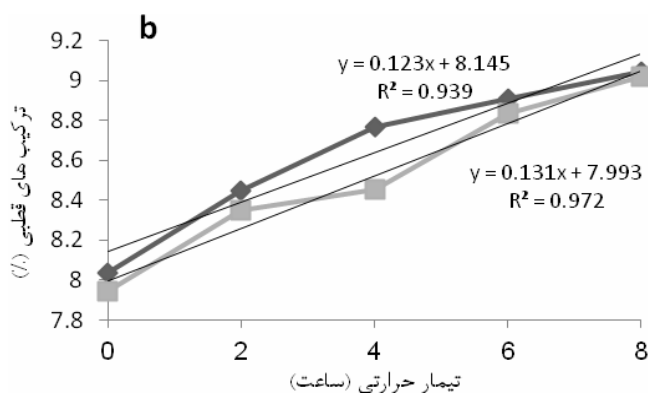 b
9.2
9
8.8
8.6
8.4
8.2
8
7.8
ترکیب های قطبی (%)
y = 0.123x + 8.145
R² = 0.939
y = 0.131x + 7.993
R² = 0.972
0 2 4 6 8
تیمار حرارتی (ساعت)